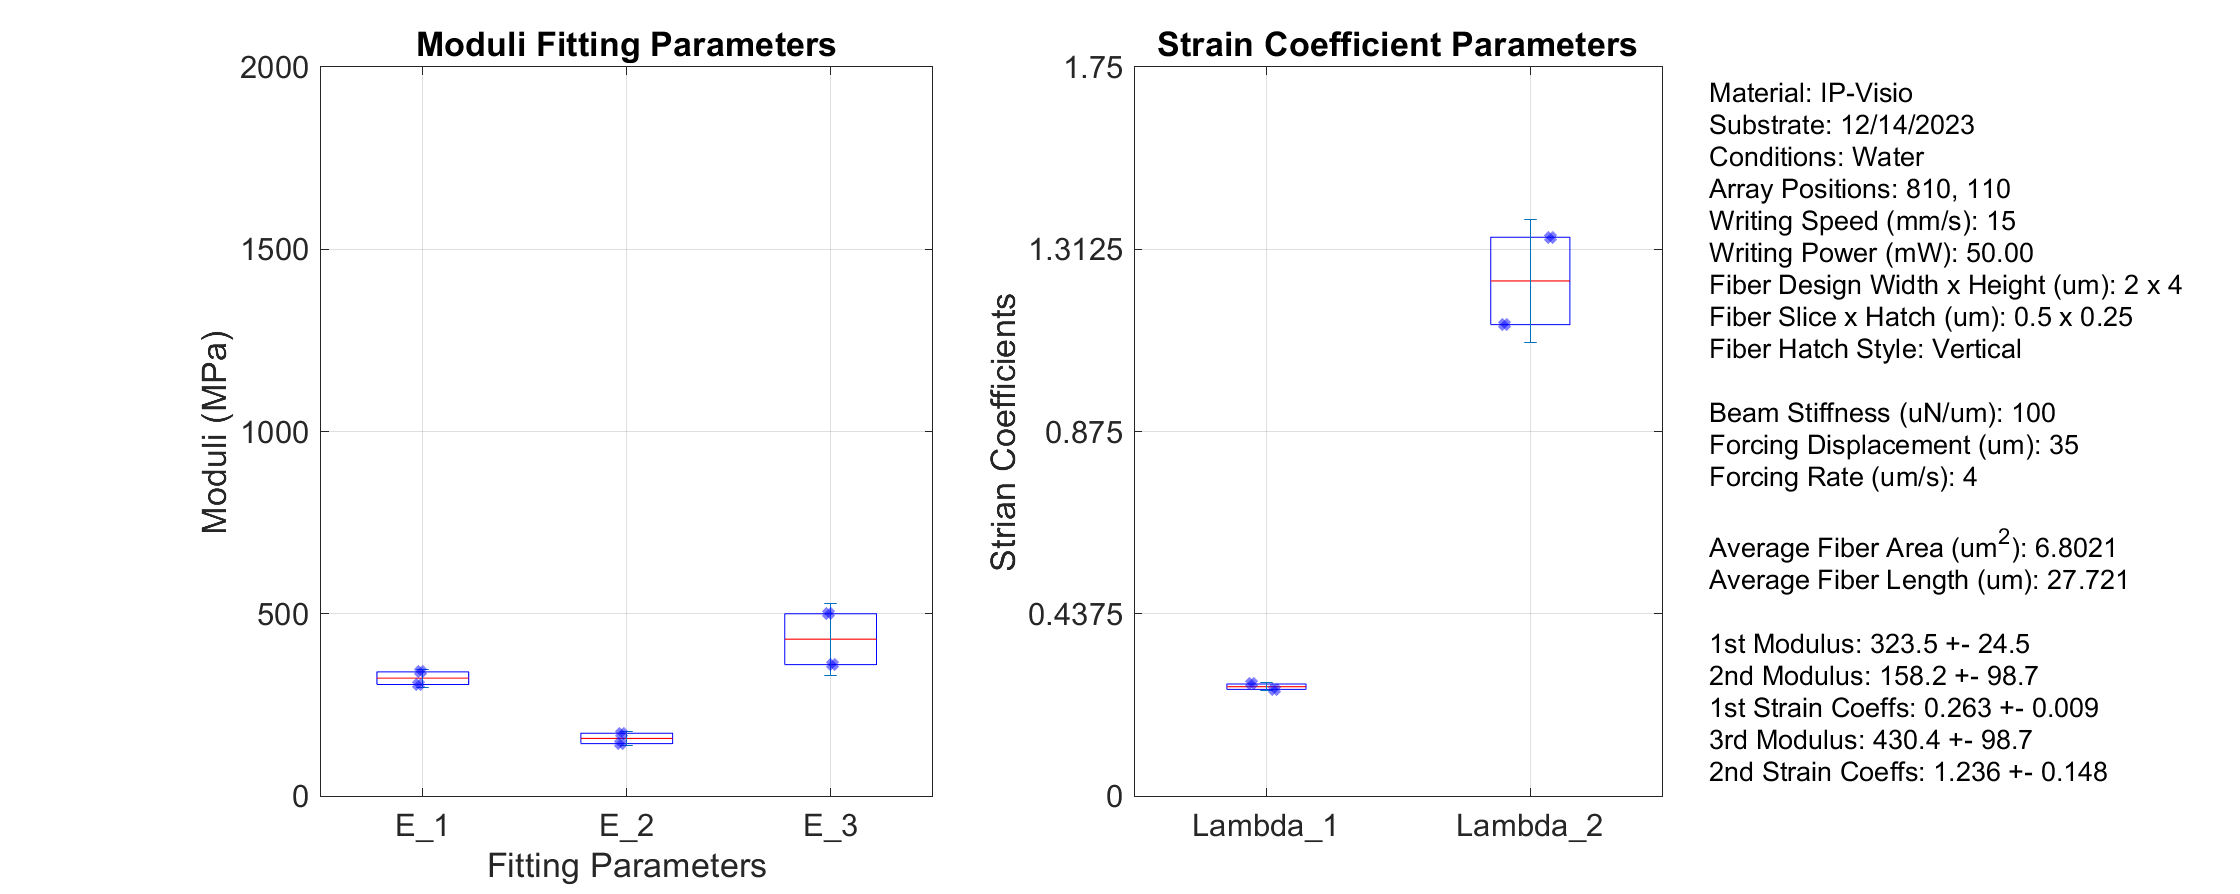 Moduli Fitting Parameters
2000
1500
1000
500
0
Moduli (MPa)
E_1
E_2
E_3
Fitting Parameters
Strain Coefficient Parameters
1.75
1.3125
0.875
0.4375
0
Strian Coefficients
Lambda_1
Lambda_2
Material: IP-Visio
Substrate: 12/14/2023
Conditions: Water
Array Positions: 810, 110
Writing Speed (mm/s): 15
Writing Power (mW): 50.00
Fiber Design Width x Height (um): 2 x 4
Fiber Slice x Hatch (um): 0.5 x 0.25
Fiber Hatch Style: Vertical
Beam Stiffness (uN/um): 100
Forcing Displacement (um): 35
Forcing Rate (um/s): 4
Average Fiber Area (um²): 6.8021
Average Fiber Length (um): 27.721
1st Modulus: 323.5 +- 24.5
2nd Modulus: 158.2 +- 98.7
1st Strain Coeffs: 0.263 +- 0.009
3rd Modulus: 430.4 +- 98.7
2nd Strain Coeffs: 1.236 +- 0.148